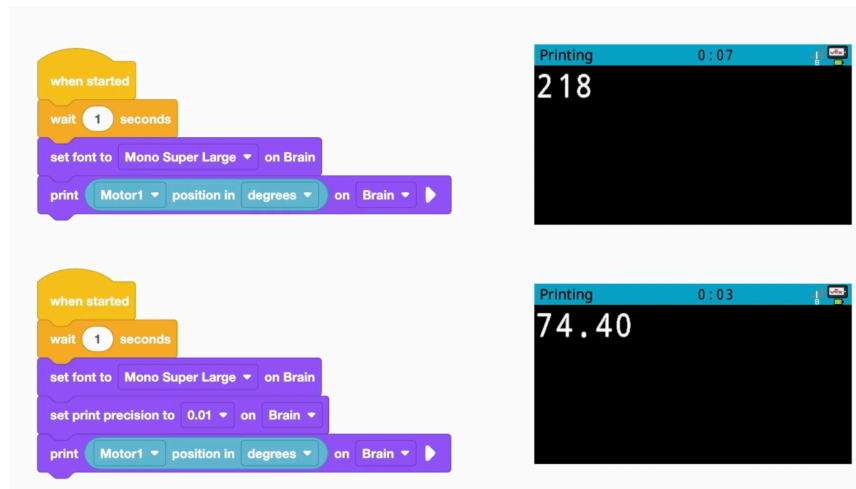 when started
wait 1 seconds
set font to Mono Super Large on Brain
print Motor1 position in degrees on Brain
Printing 0:07
218
when started
wait 1 seconds
set font to Mono Super Large on Brain
set print precision to 0.01 on Brain
print Motor1 position in degrees on Brain
Printing 0:03
74.40